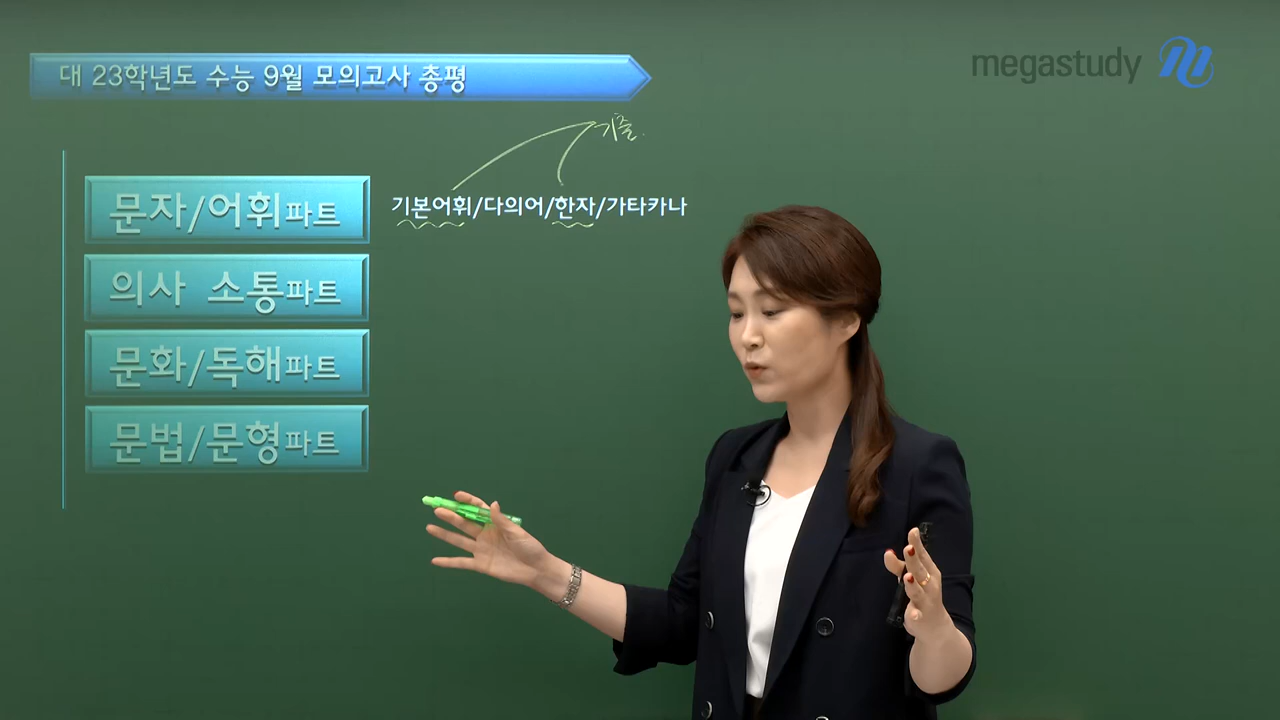 megastudy
대 23학년도 수능 9월 모의고사 총평
기출.
문자/어휘파트
기본어휘/다의어/한자/가타카나
의사 소통파트
문화/독해파트
문법/문형파트